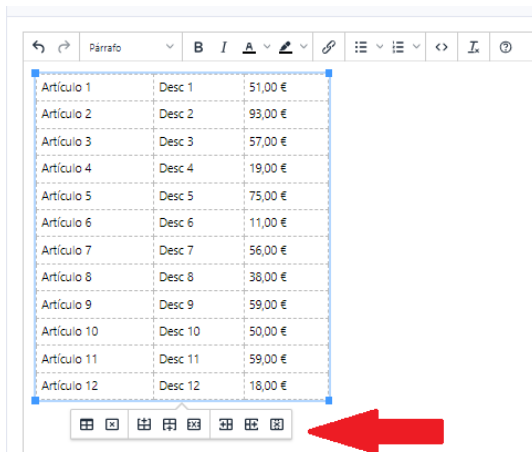 Párrafo B I A
Artículo 1 Desc 1 51,00 €
Artículo 2 Desc 2 93,00 €
Artículo 3 Desc 3 57,00 €
Artículo 4 Desc 4 19,00 €
Artículo 5 Desc 5 75,00 €
Artículo 6 Desc 6 11,00 €
Artículo 7 Desc 7 56,00 €
Artículo 8 Desc 8 38,00 €
Artículo 9 Desc 9 59,00 €
Artículo 10 Desc 10 50,00 €
Artículo 11 Desc 11 59,00 €
Artículo 12 Desc 12 18,00 €